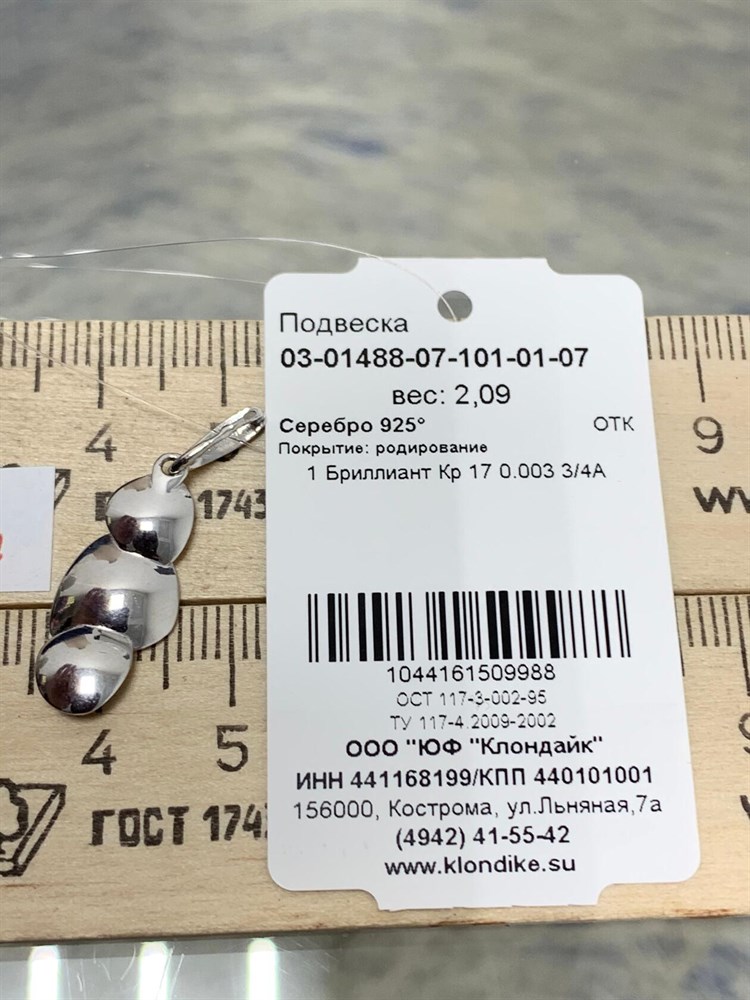 Подвеска
03-01488-07-101-01-07
вес: 2,09
Серебро 925°
ОТК
Покрытие: родирование
1 Бриллиант Кр 17 0.003 3/4А
1044161509988
ОСТ 117-3-002-95
ТУ 117-4.2009-2002
ООО "ЮФ "Клондайк"
ИНН 441168199/КПП 440101001
156000, Кострома, ул.Льняная,7а
(4942) 41-55-42
www.klondike.su
4
9
1743
4
5
ГОСТ 174